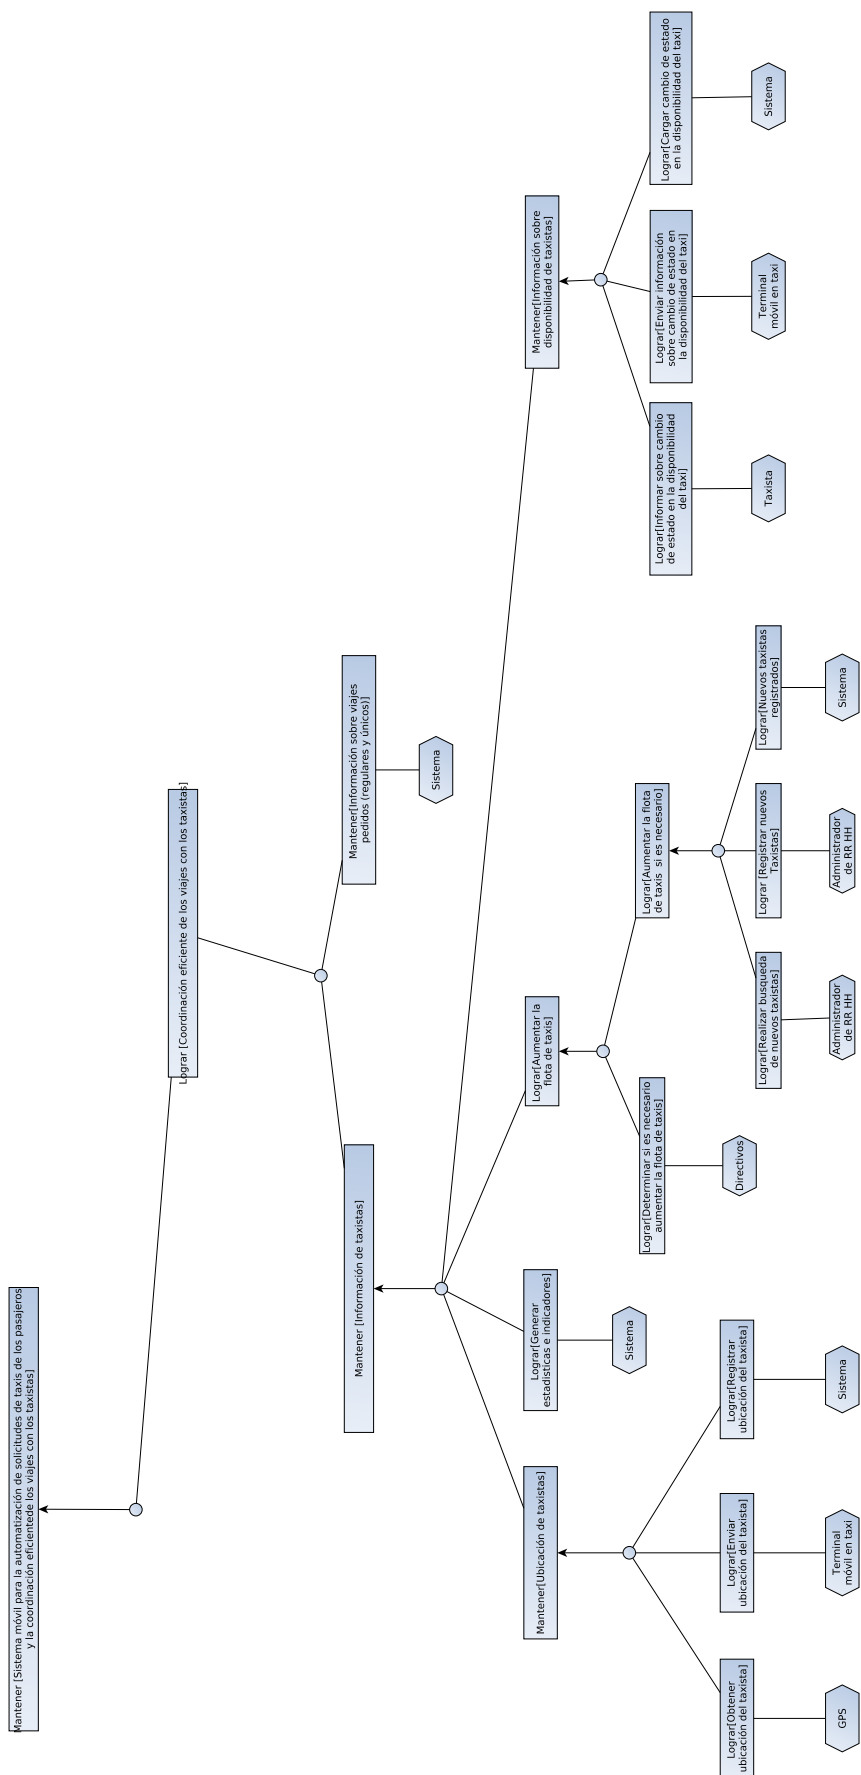 Mantener [Sistema móvil para la automatización de solicitudes de taxis de los pasajeros
y la coordinación eficientede los viajes con los taxistas]
Lograr [Coordinación eficiente de los viajes con los taxistas]
Mantener [Información de taxistas]
Mantener[Información sobre viajes
pedidos (regulares y únicos)]
Sistema
Mantener[Ubicación de taxistas]
Lograr[Generar
estadísticas e indicadores]
Sistema
Lograr[Aumentar la
flota de taxis]
Mantener[Información sobre
disponibilidad de taxistas]
Lograr[Obtener
ubicación del taxista]
GPS
Lograr[Enviar
ubicación del taxista]
Terminal
móvil en taxi
Lograr[Registrar
ubicación del taxista]
Sistema
Lograr[Determinar si es necesario
aumentar la flota de taxis]
Directivos
Lograr[Aumentar la flota
de taxis si es necesario]
Lograr[Realizar busqueda
de nuevos taxistas]
Administrador
de RR HH
Lograr [Registrar nuevos
Taxistas]
Administrador
de RR HH
Lograr[Nuevos taxistas
registrados]
Sistema
Lograr[Informar sobre cambio
de estado en la disponibilidad
del taxi]
Taxista
Lograr[Enviar información
sobre cambio de estado en
la disponibilidad del taxi]
Terminal
móvil en taxi
Lograr[Cargar cambio de estado
en la disponibilidad del taxi]
Sistema